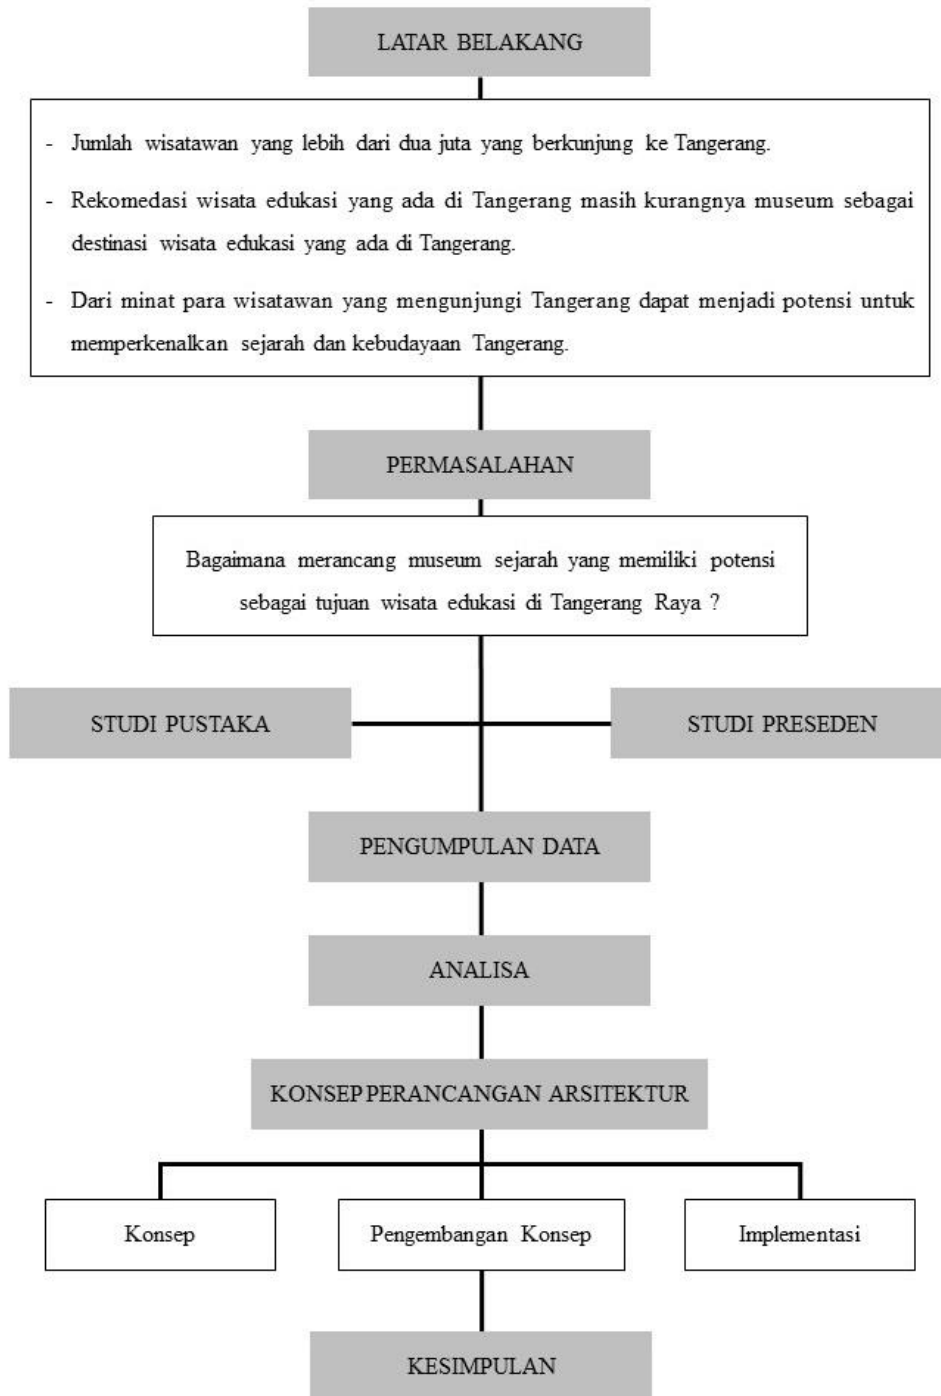 LATAR BELAKANG
- Jumlah wisatawan yang lebih dari dua juta yang berkunjung ke Tangerang.
- Rekomedasi wisata edukasi yang ada di Tangerang masih kurangnya museum sebagai
destinasi wisata edukasi yang ada di Tangerang.
- Dari minat para wisatawan yang mengunjungi Tangerang dapat menjadi potensi untuk
memperkenalkan sejarah dan kebudayaan Tangerang.
PERMASALAHAN
Bagaimana merancang museum sejarah yang memiliki potensi
sebagai tujuan wisata edukasi di Tangerang Raya ?
STUDI PUSTAKA
STUDI PRESEDEN
PENGUMPULAN DATA
ANALISA
KONSEP PERANCANGAN ARSITEKTUR
Konsep
Pengembangan Konsep
Implementasi
KESIMPULAN